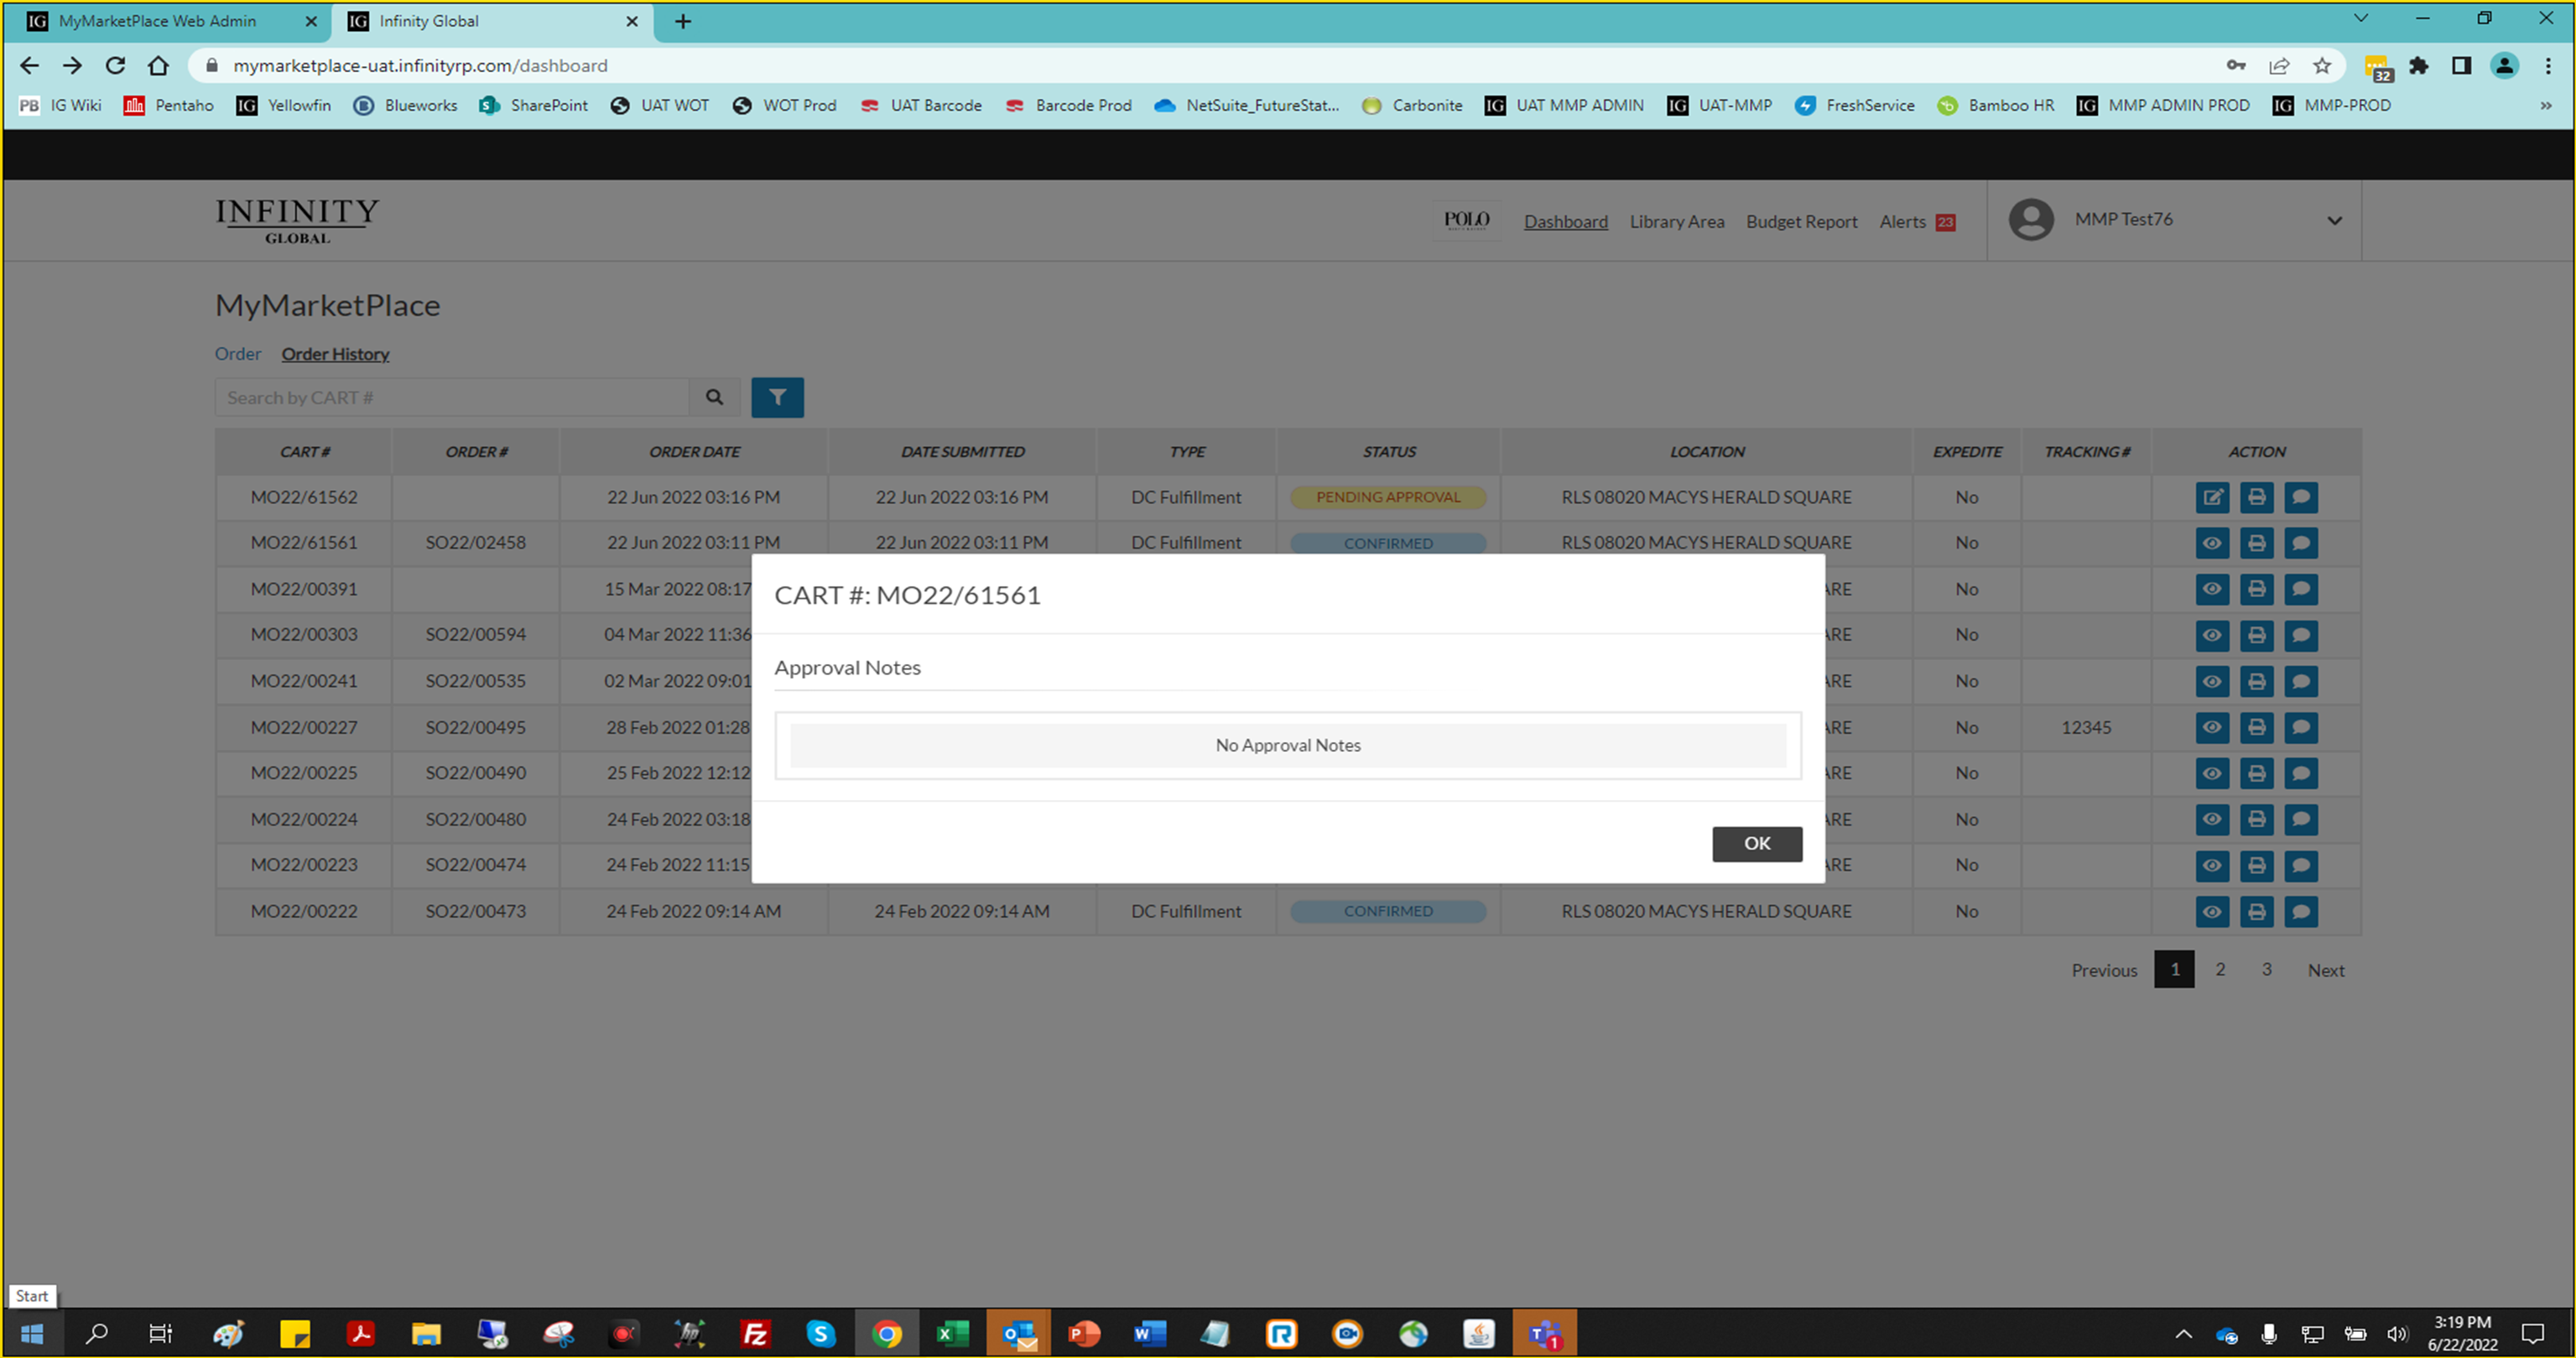 IG MyMarketPlace Web Admin
IG Infinity Global
mymarketplace-uat.infinityrp.com/dashboard
32
PB IG Wiki Pentaho IG Yellowfin Blueworks SharePoint UAT WOT WOT Prod UAT Barcode Barcode Prod NetSuite_FutureStat... Carbonite IG UAT MMP ADMIN IG UAT-MMP FreshService Bamboo HR IG MMP ADMIN PROD IG MMP-PROD »
INFINITY
GLOBAL
POLO Dashboard Library Area Budget Report Alerts 23 MMP Test76
MyMarketPlace
Order Order History
Search by CART #
CART # ORDER # ORDER DATE DATE SUBMITTED TYPE STATUS LOCATION EXPEDITE TRACKING # ACTION
MO22/61562 22 Jun 2022 03:16 PM 22 Jun 2022 03:16 PM DC Fulfillment PENDING APPROVAL RLS 08020 MACYS HERALD SQUARE No
MO22/61561 SO22/02458 22 Jun 2022 03:11 PM 22 Jun 2022 03:11 PM DC Fulfillment CONFIRMED RLS 08020 MACYS HERALD SQUARE No
MO22/00391 15 Mar 2022 08:17 ARE No
MO22/00303 SO22/00594 04 Mar 2022 11:36 ARE No
MO22/00241 SO22/00535 02 Mar 2022 09:01 ARE No
MO22/00227 SO22/00495 28 Feb 2022 01:28 ARE No 12345
MO22/00225 SO22/00490 25 Feb 2022 12:12 ARE No
MO22/00224 SO22/00480 24 Feb 2022 03:18 ARE No
MO22/00223 SO22/00474 24 Feb 2022 11:15 ARE No
MO22/00222 SO22/00473 24 Feb 2022 09:14 AM 24 Feb 2022 09:14 AM DC Fulfillment CONFIRMED RLS 08020 MACYS HERALD SQUARE No
CART #: MO22/61561
Approval Notes
No Approval Notes
OK
Previous 1 2 3 Next
Start
3:19 PM
6/22/2022